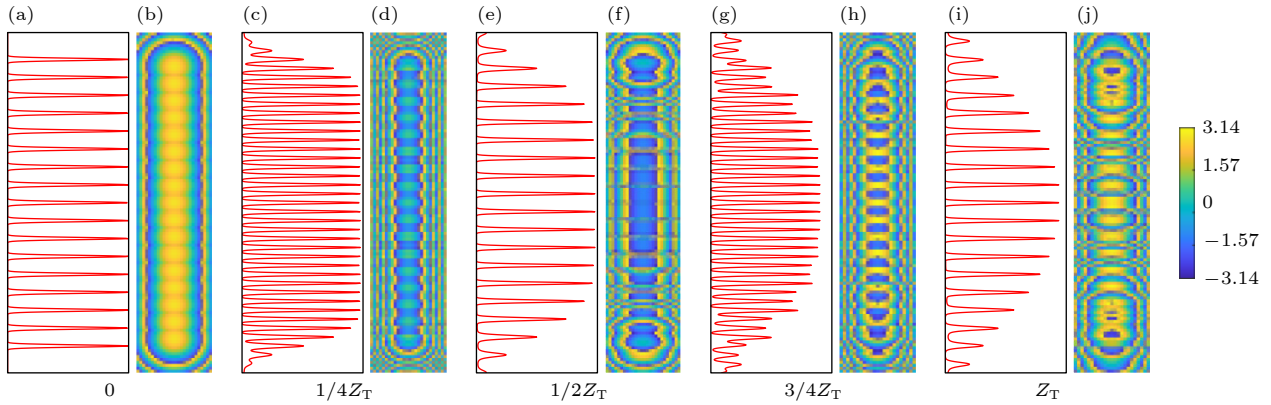 (a) (b) (c) (d) (e) (f) (g) (h) (i) (j)
3.14
1.57
0
−1.57
−3.14
0 1/4Z_T 1/2Z_T 3/4Z_T Z_T